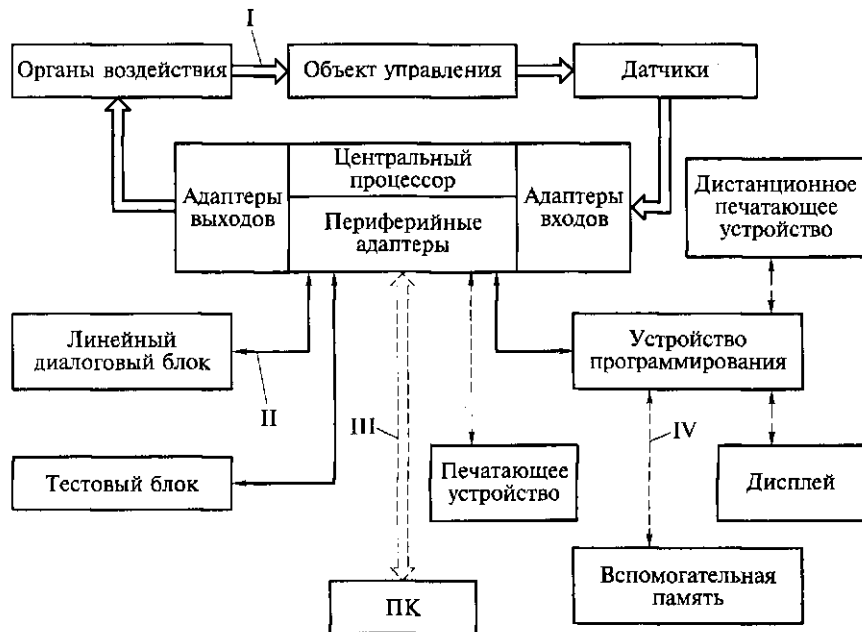 I
Органы воздействия
Объект управления
Датчики
Центральный
процессор
Адаптеры
выходов
Периферийные
адаптеры
Адаптеры
входов
Дистанционное
печатающее
устройство
Линейный
диалоговый блок
II
Устройство
программирования
III
IV
Тестовый блок
Печатающее
устройство
Дисплей
Вспомогательная
память
ПК